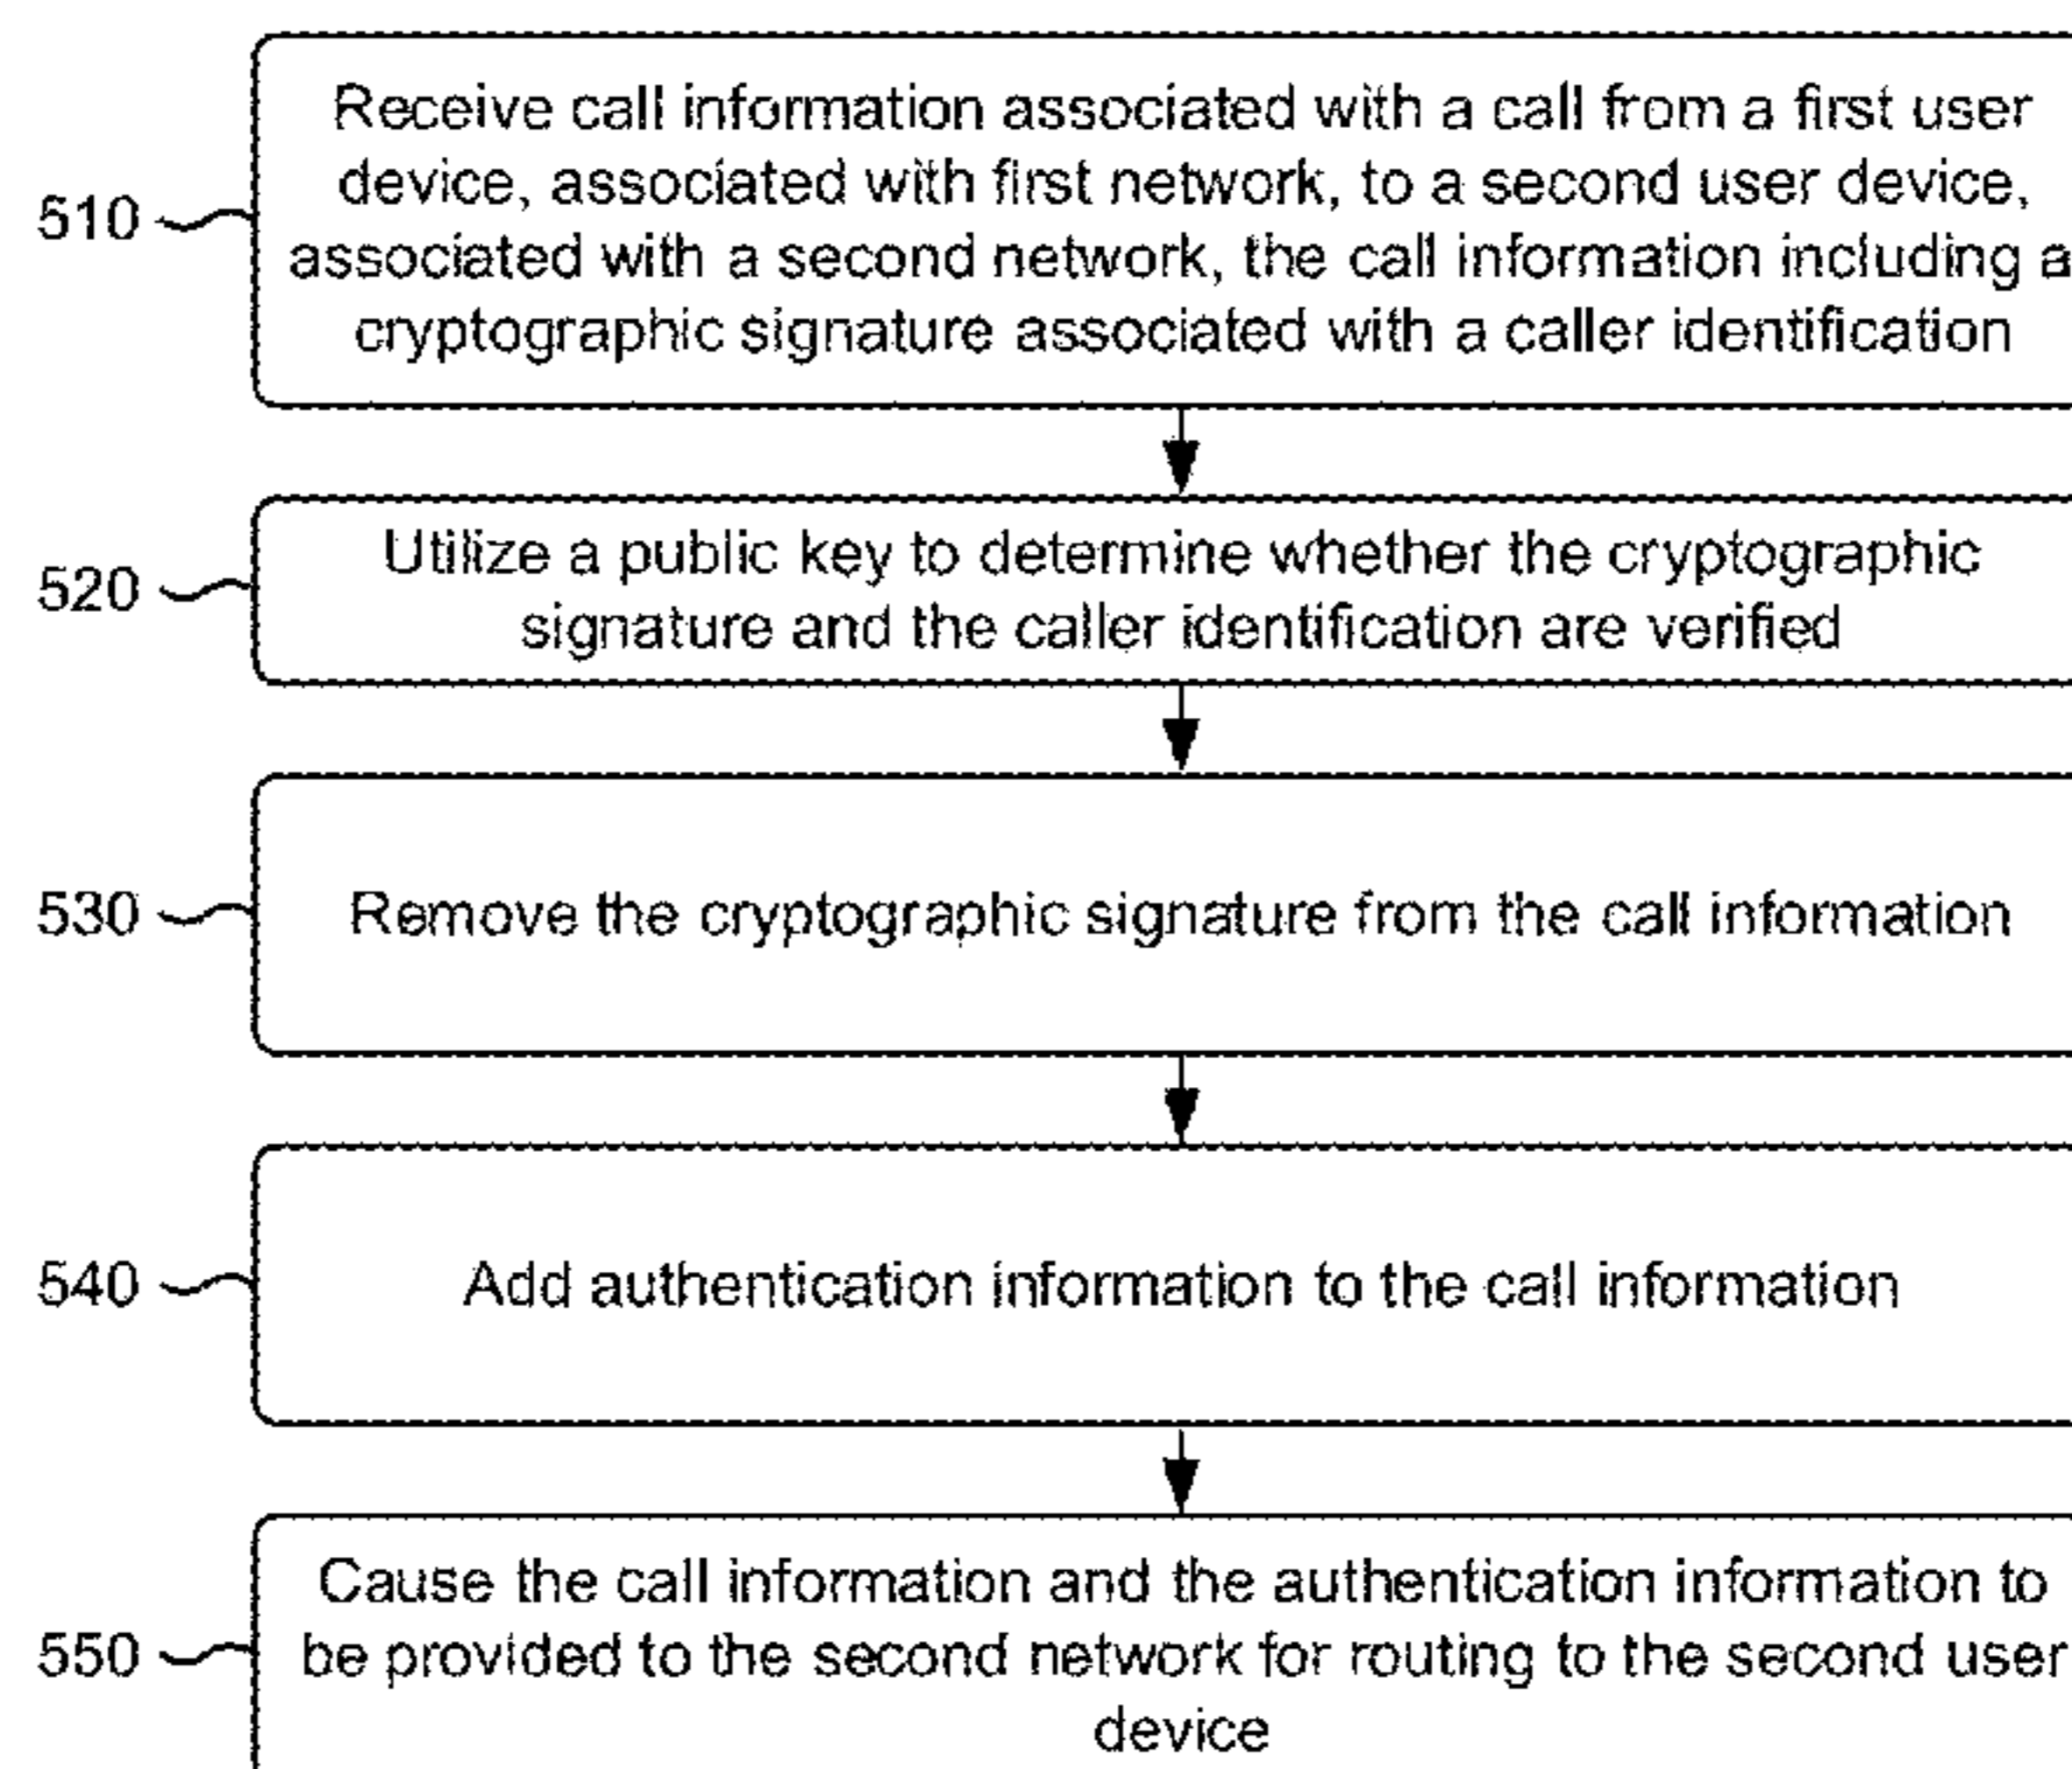 Receive call information associated with a call from a first user
device, associated with first network, to a second user device,
510
associated with a second network, the call information including a
cryptographic signature associated with a caller identification
Utilize a public key to determine whether the cryptographic
520
signature and the caller identification are verified
530
Remove the cryptographic signature from the call information
540
Add authentication information to the call information
Cause the call information and the authentication information to
550
be provided to the second network for routing to the second user
device